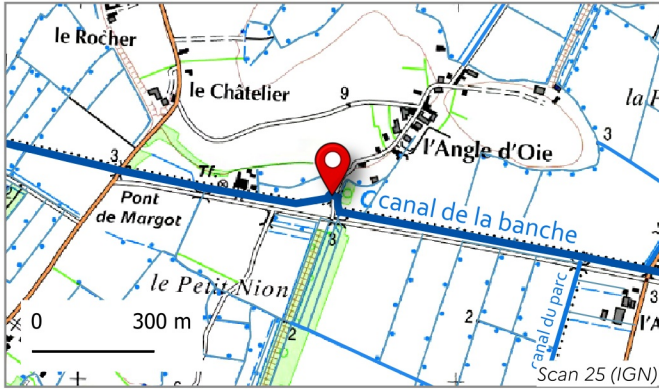 le Rocher
le Châtelier
9
la
3
l'Angle d'Oie
3
Tf.
Pont
de Margot
canal de la banche
3
le Petit Nion
2
2
3
l'A
canal du parc
0 300 m
6
Scan 25 (IGN)